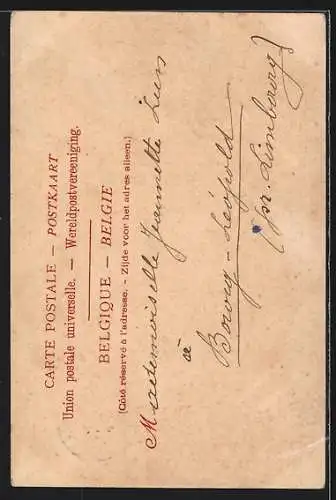 CARTE POSTALE — POSTKAART
Union postale universelle. — Wereldpostvereeniging.
BELGIQUE — BELGIE
(Côté réservé à l'adresse. — Zijde voor het adres alleen.)
Mademoiselle Jeannette
à
Bourg-Léopold
(pr. Limbourg)